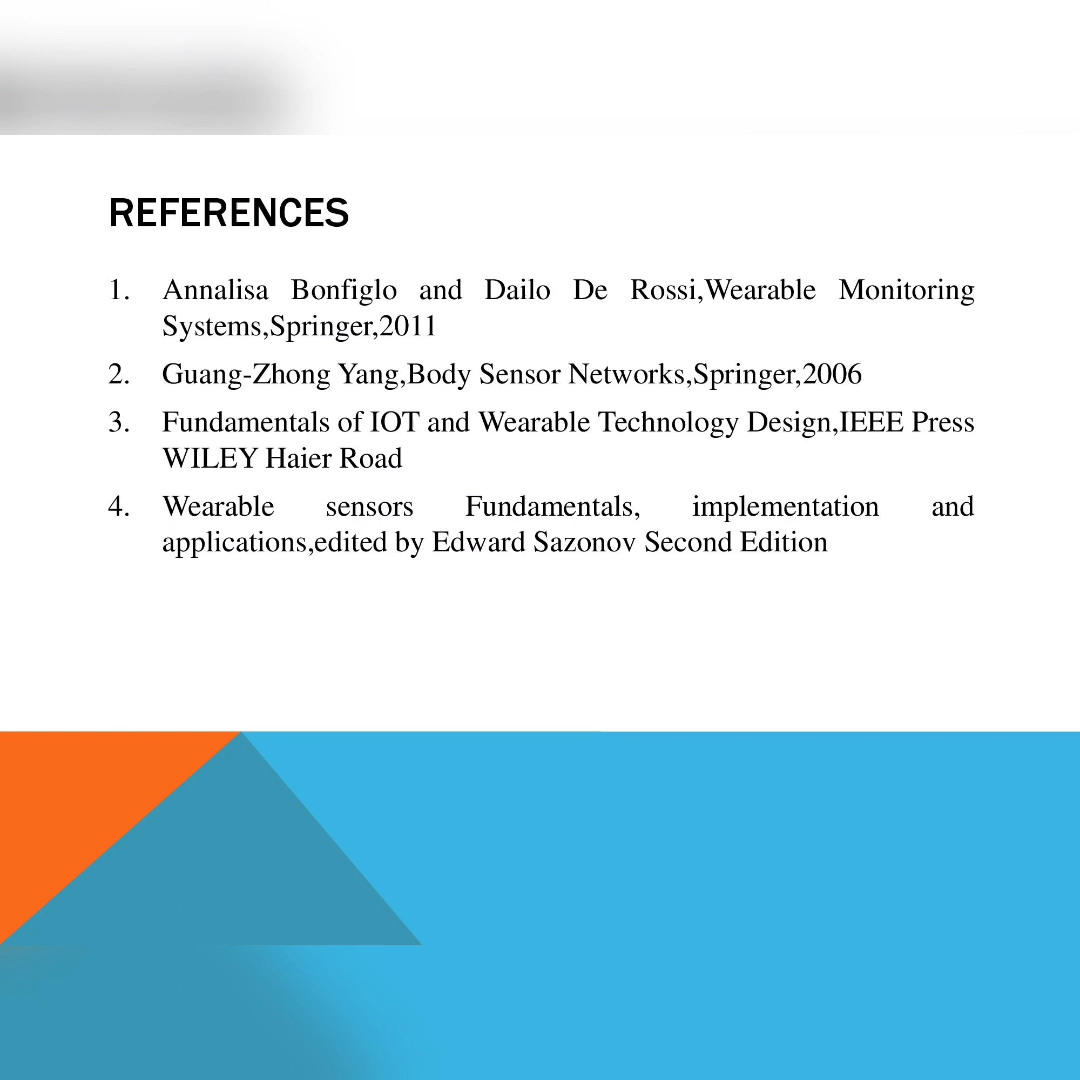 REFERENCES
1. Annalisa Bonfiglo and Dailo De Rossi,Wearable Monitoring
Systems,Springer,2011
2. Guang-Zhong Yang,Body Sensor Networks,Springer,2006
3. Fundamentals of IOT and Wearable Technology Design,IEEE Press
WILEY Haier Road
4. Wearable sensors Fundamentals, implementation and
applications,edited by Edward Sazonov Second Edition